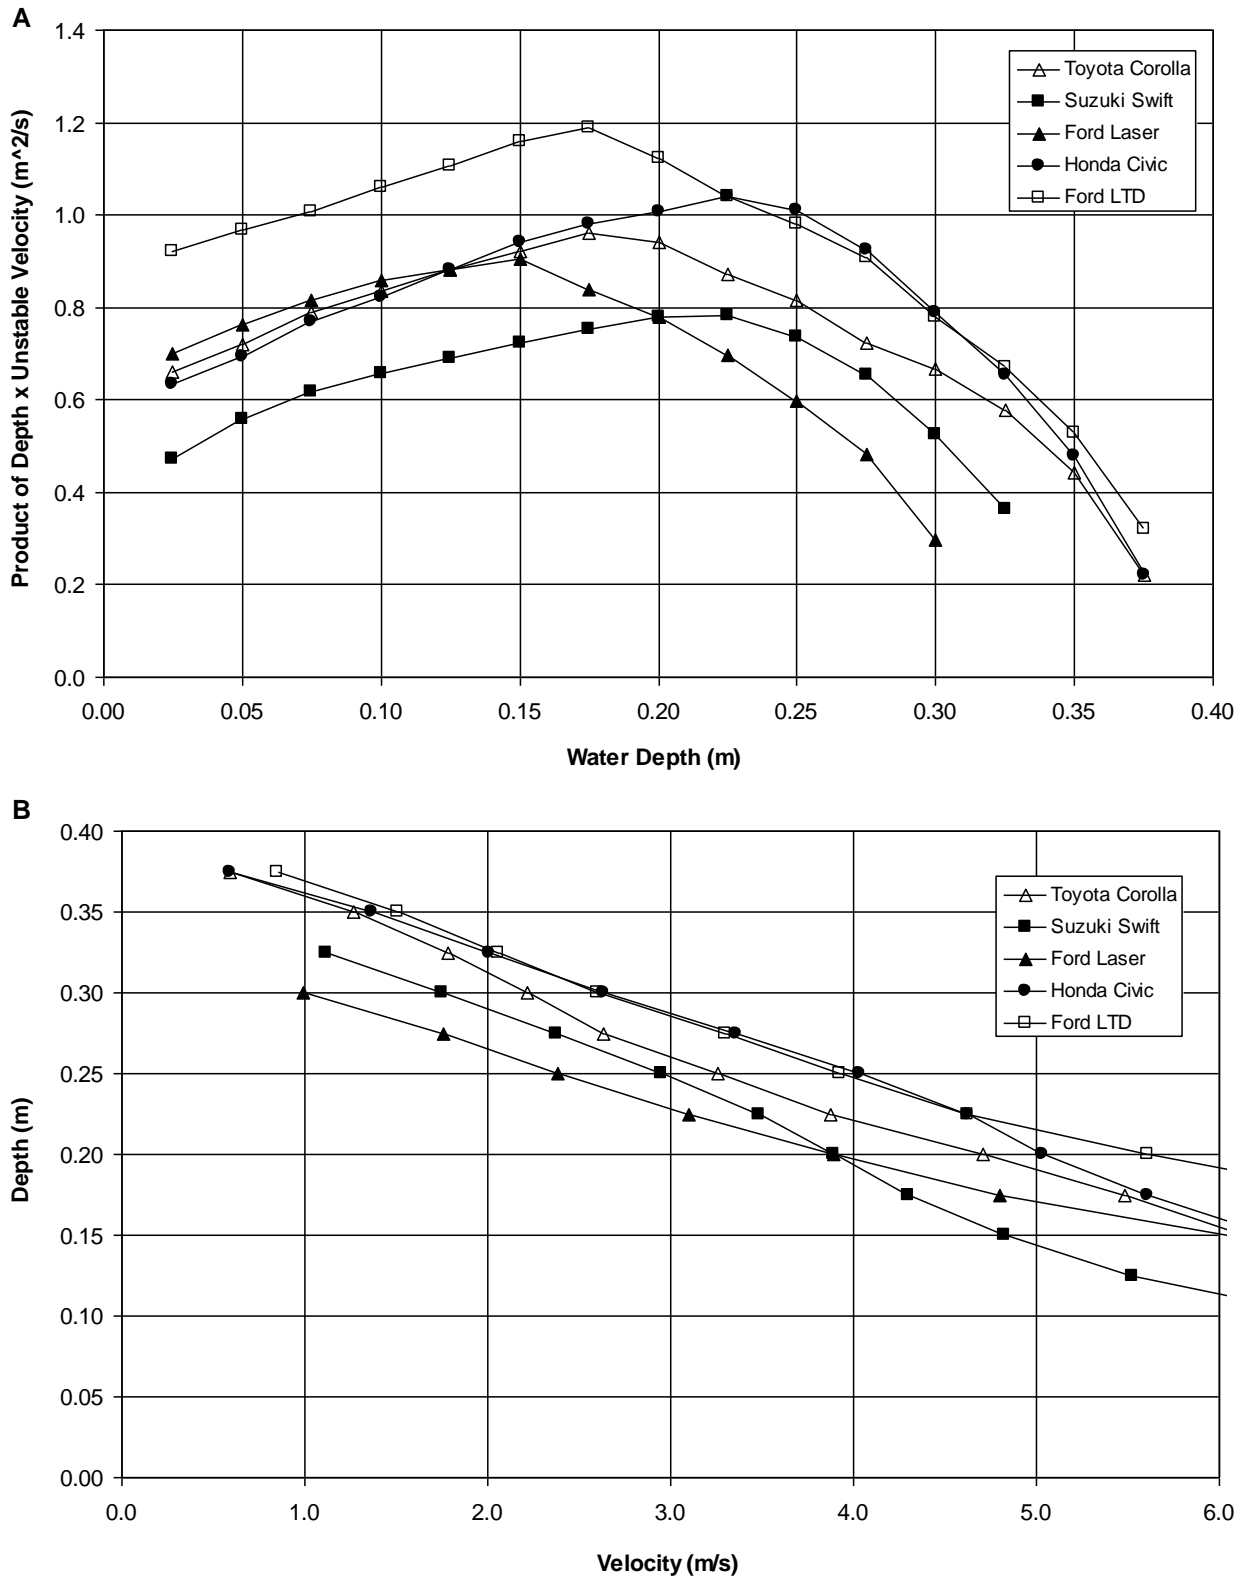 A
1.4
1.2
1.0
0.8
0.6
0.4
0.2
0.0
Product of Depth x Unstable Velocity (m^2/s)
Toyota Corolla
Suzuki Swift
Ford Laser
Honda Civic
Ford LTD
0.00 0.05 0.10 0.15 0.20 0.25 0.30 0.35 0.40
Water Depth (m)
B
0.40
0.35
0.30
0.25
0.20
0.15
0.10
0.05
0.00
Depth (m)
Toyota Corolla
Suzuki Swift
Ford Laser
Honda Civic
Ford LTD
0.0 1.0 2.0 3.0 4.0 5.0 6.0
Velocity (m/s)